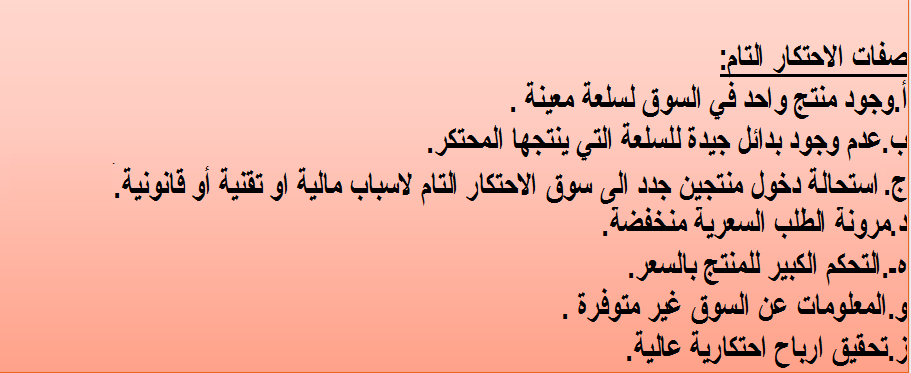 صفات الاحتكار التام:
أ.وجود منتج واحد في السوق لسلعة معينة .
ب.عدم وجود بدائل جيدة للسلعة التي ينتجها المحتكر.
ج. استحالة دخول منتجين جدد الى سوق الاحتكار التام لاسباب مالية او تقنية أو قانونية.
د.مرونة الطلب السعرية منخفضة.
هـ.التحكم الكبير للمنتج بالسعر.
و.المعلومات عن السوق غير متوفرة .
ز.تحقيق ارباح احتكارية عالية.